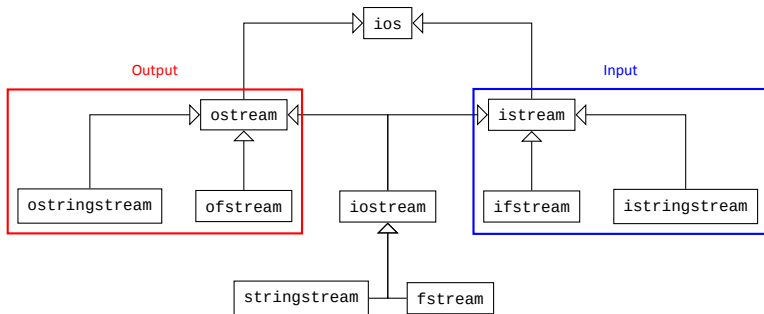 ios
Output
Input
ostream
istream
ostringstream
ofstream
iostream
ifstream
istringstream
stringstream
fstream